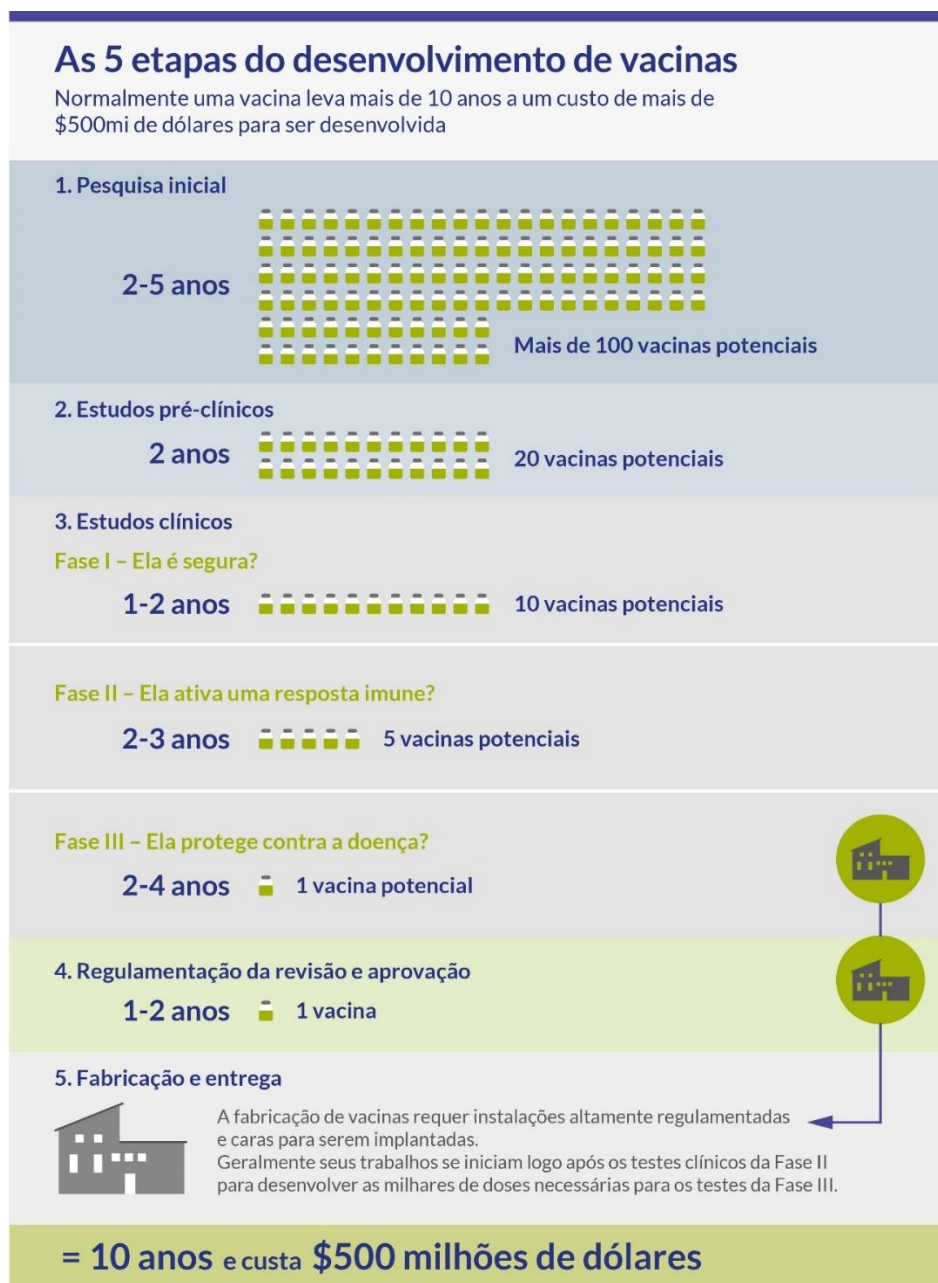 As 5 etapas do desenvolvimento de vacinas
Normalmente uma vacina leva mais de 10 anos a um custo de mais de
$500mi de dólares para ser desenvolvida
1. Pesquisa inicial
2-5 anos
Mais de 100 vacinas potenciais
2. Estudos pré-clínicos
2 anos
20 vacinas potenciais
3. Estudos clínicos
Fase I – Ela é segura?
1-2 anos
10 vacinas potenciais
Fase II – Ela ativa uma resposta imune?
2-3 anos
5 vacinas potenciais
Fase III – Ela protege contra a doença?
2-4 anos
1 vacina potencial
4. Regulamentação da revisão e aprovação
1-2 anos
1 vacina
5. Fabricação e entrega
A fabricação de vacinas requer instalações altamente regulamentadas
e caras para serem implantadas.
Geralmente seus trabalhos se iniciam logo após os testes clínicos da Fase II
para desenvolver as milhares de doses necessárias para os testes da Fase III.
= 10 anos e custa $500 milhões de dólares